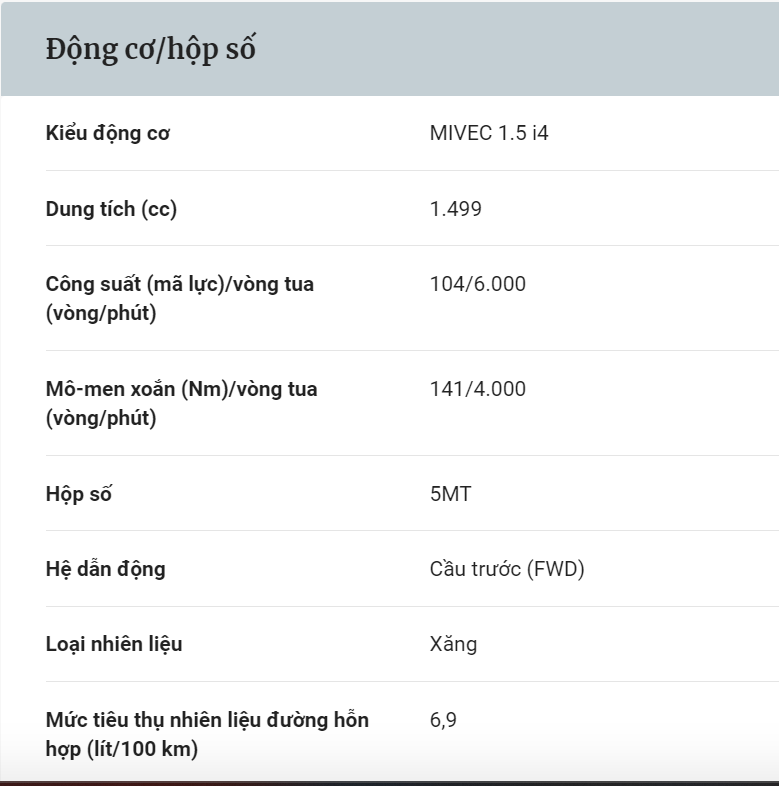 Động cơ/hộp số
Kiểu động cơ
MIVEC 1.5 i4
Dung tích (cc)
1.499
Công suất (mã lực)/vòng tua
(vòng/phút)
104/6.000
Mô-men xoắn (Nm)/vòng tua
(vòng/phút)
141/4.000
Hộp số
5MT
Hệ dẫn động
Cầu trước (FWD)
Loại nhiên liệu
Xăng
Mức tiêu thụ nhiên liệu đường hỗn
hợp (lít/100 km)
6,9